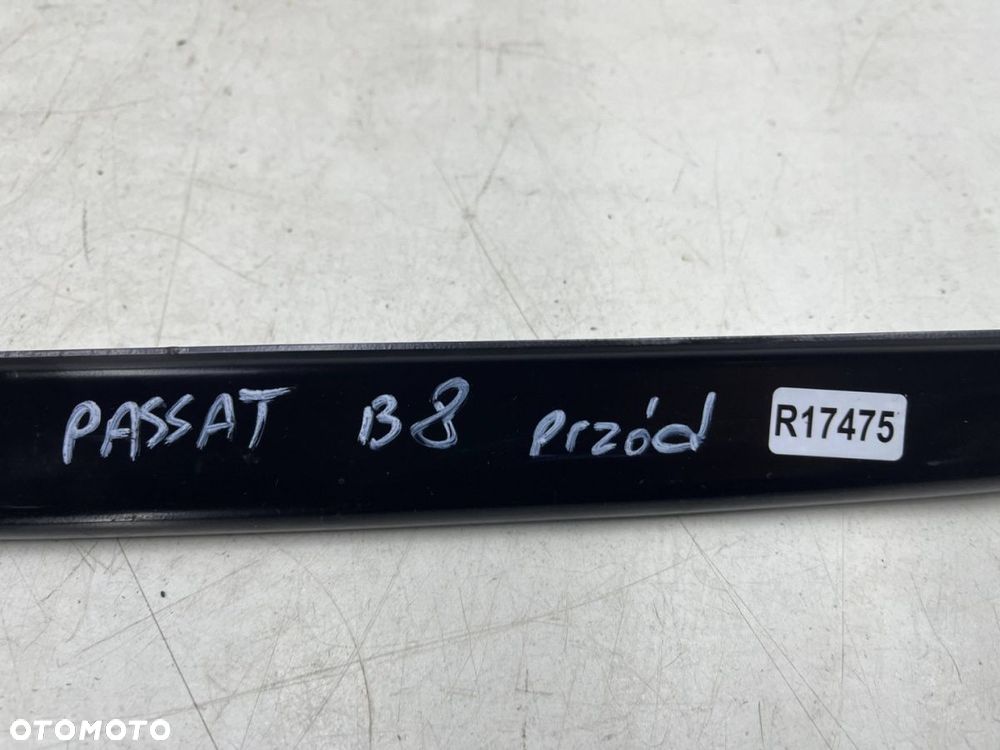 PASSAT B8 przód R17475
OTOMOTO